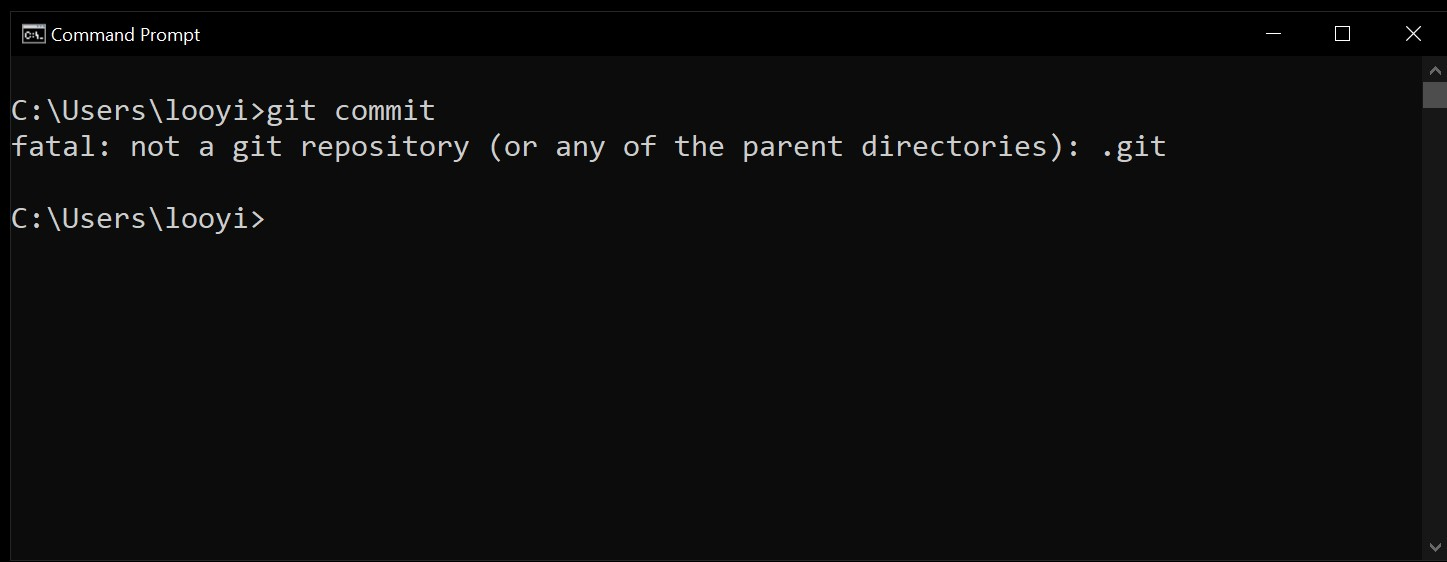 Command Prompt
C:\Users\looyi>git commit
fatal: not a git repository (or any of the parent directories): .git
C:\Users\looyi>